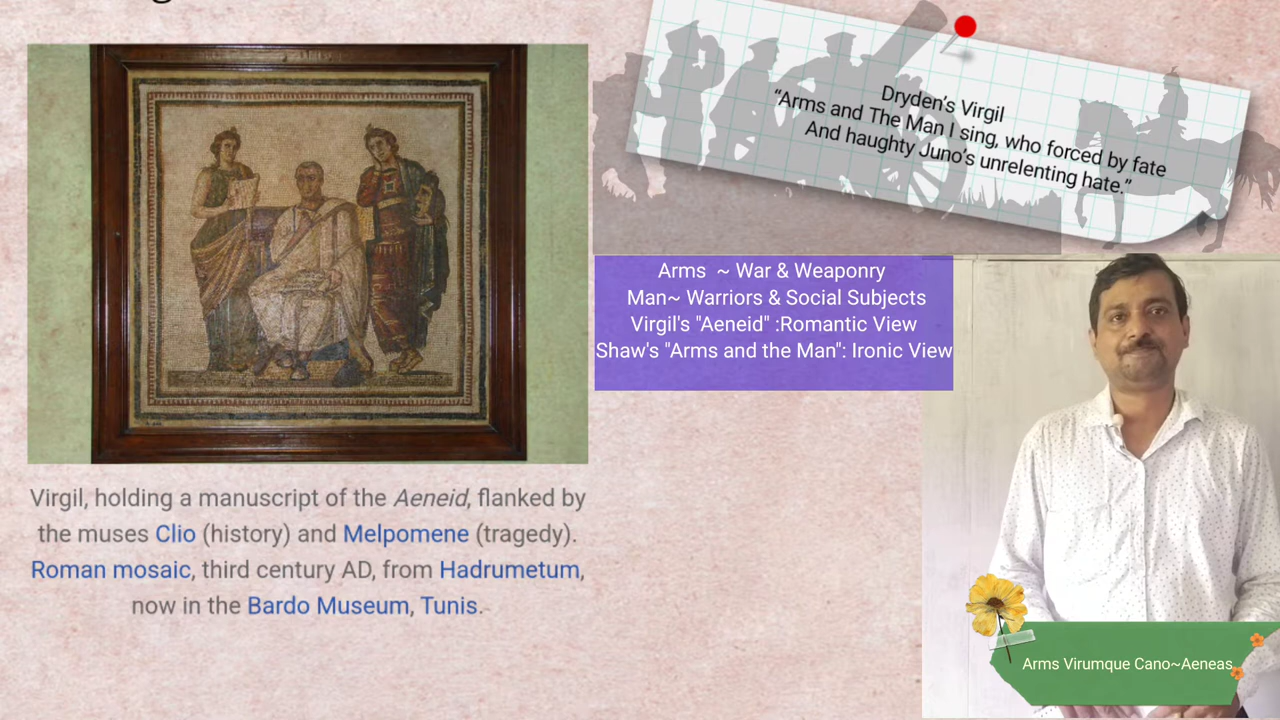 Dryden's Virgil
“Arms and The Man I sing, who forced by fate
And haughty Juno's unrelenting hate.”
Arms ~ War & Weaponry
Man~ Warriors & Social Subjects
Virgil's "Aeneid" :Romantic View
Shaw's "Arms and the Man": Ironic View
Virgil, holding a manuscript of the Aeneid, flanked by
the muses Clio (history) and Melpomene (tragedy).
Roman mosaic, third century AD, from Hadrumetum,
now in the Bardo Museum, Tunis.
Arms Virumque Cano~Aeneas